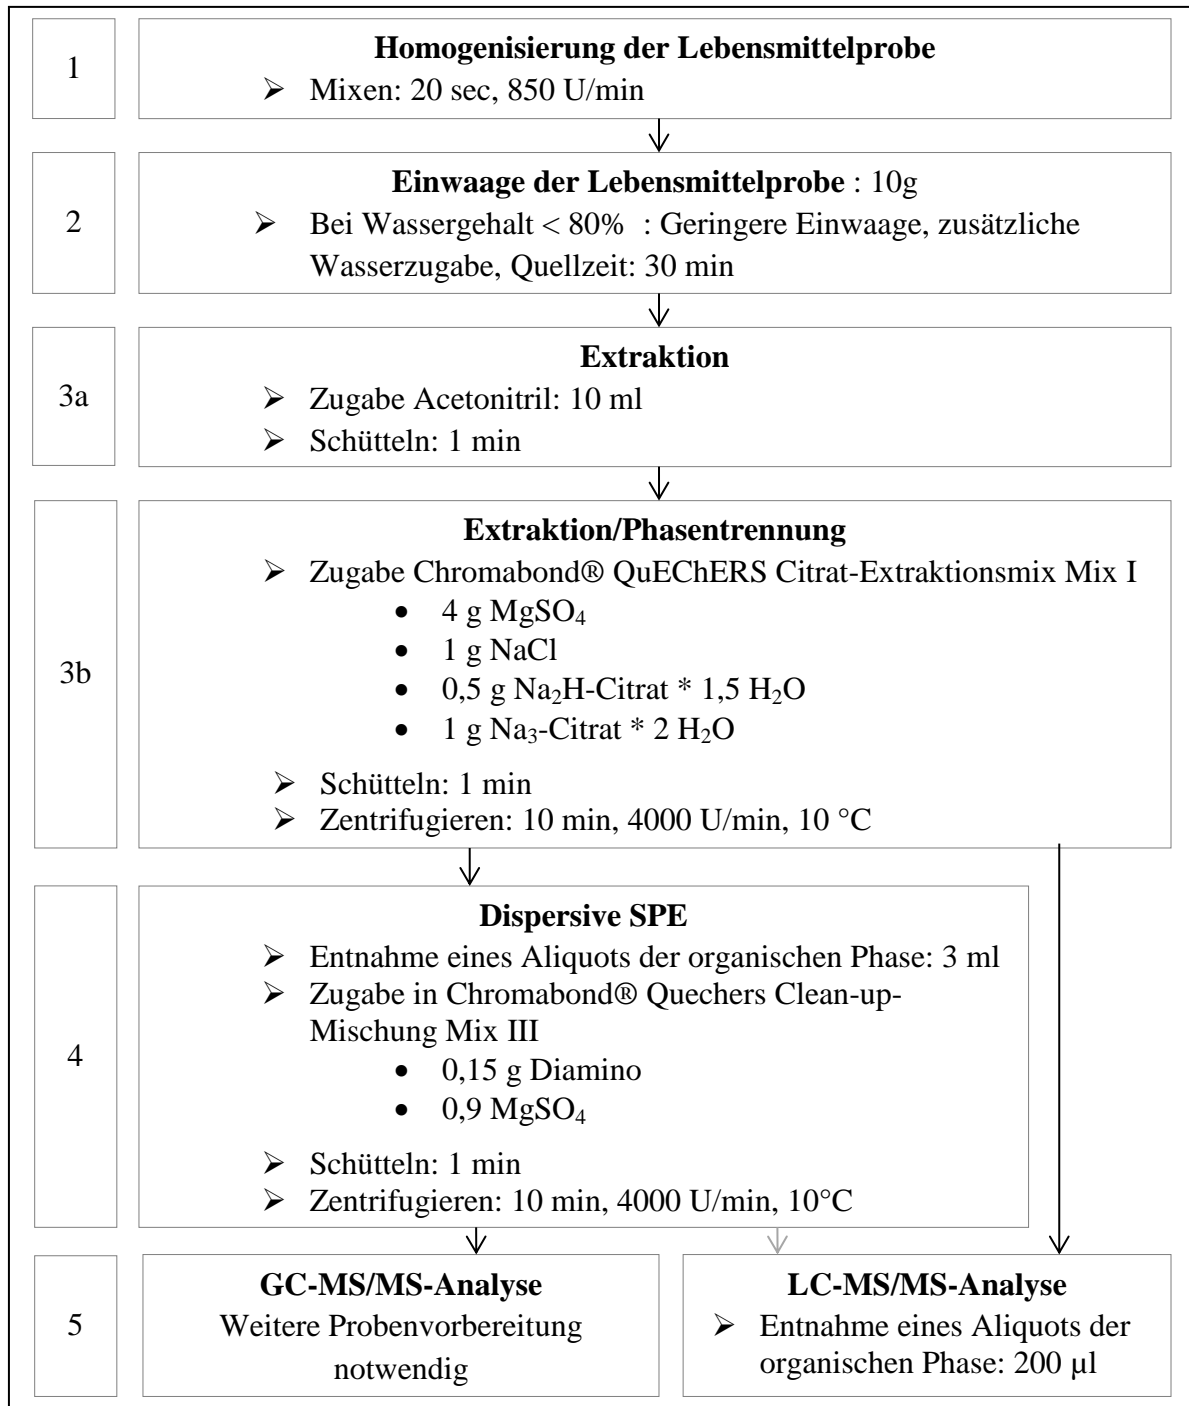 1
Homogenisierung der Lebensmittelprobe
➢ Mixen: 20 sec, 850 U/min
2
Einwaage der Lebensmittelprobe : 10g
➢ Bei Wassergehalt < 80% : Geringere Einwaage, zusätzliche
Wasserzugabe, Quellzeit: 30 min
3a
Extraktion
➢ Zugabe Acetonitril: 10 ml
➢ Schütteln: 1 min
3b
Extraktion/Phasentrennung
➢ Zugabe Chromabond® QuEChERS Citrat-Extraktionsmix Mix I
• 4 g MgSO₄
• 1 g NaCl
• 0,5 g Na₂H-Citrat * 1,5 H₂O
• 1 g Na₃-Citrat * 2 H₂O
➢ Schütteln: 1 min
➢ Zentrifugieren: 10 min, 4000 U/min, 10 °C
4
Dispersive SPE
➢ Entnahme eines Aliquots der organischen Phase: 3 ml
➢ Zugabe in Chromabond® Quechers Clean-up-
Mischung Mix III
• 0,15 g Diamino
• 0,9 MgSO₄
➢ Schütteln: 1 min
➢ Zentrifugieren: 10 min, 4000 U/min, 10°C
5
GC-MS/MS-Analyse
Weitere Probenvorbereitung
notwendig
LC-MS/MS-Analyse
➢ Entnahme eines Aliquots der
organischen Phase: 200 µl